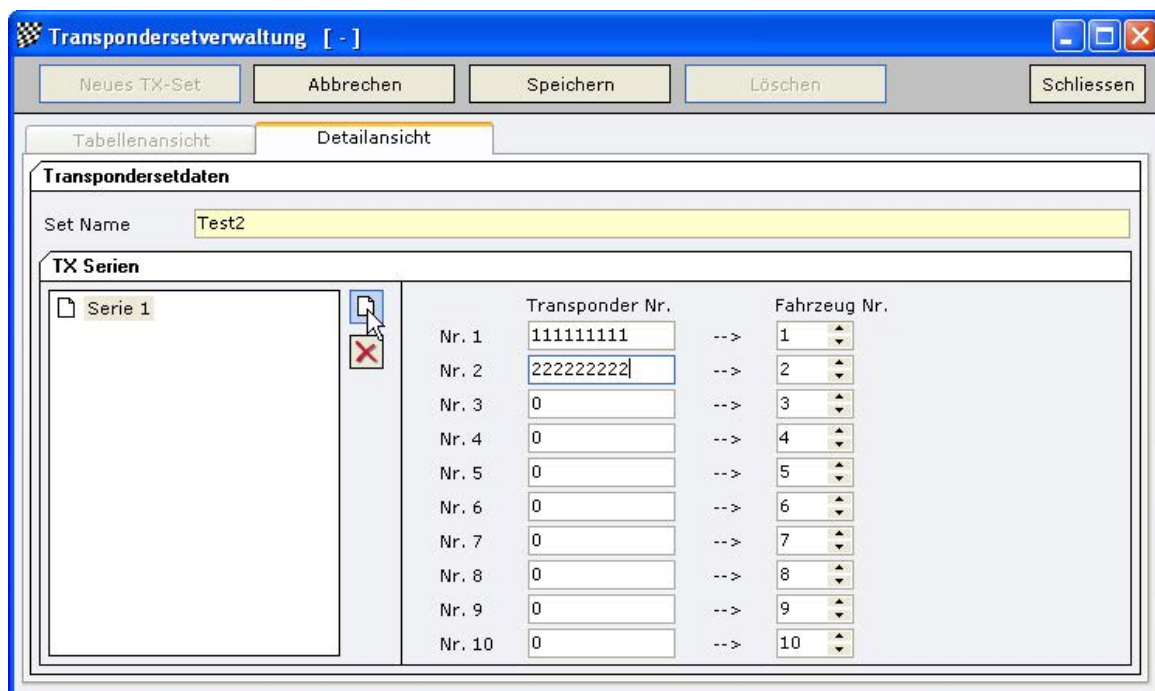 Transpondersetverwaltung [ - ]
Neues TX-Set Abbrechen Speichern Löschen Schliessen
Tabellenansicht Detailansicht
Transpondersetdaten
Set Name Test2
TX Serien
Serie 1
Transponder Nr. Fahrzeug Nr.
Nr. 1 111111111 --> 1
Nr. 2 222222222 --> 2
Nr. 3 0 --> 3
Nr. 4 0 --> 4
Nr. 5 0 --> 5
Nr. 6 0 --> 6
Nr. 7 0 --> 7
Nr. 8 0 --> 8
Nr. 9 0 --> 9
Nr. 10 0 --> 10